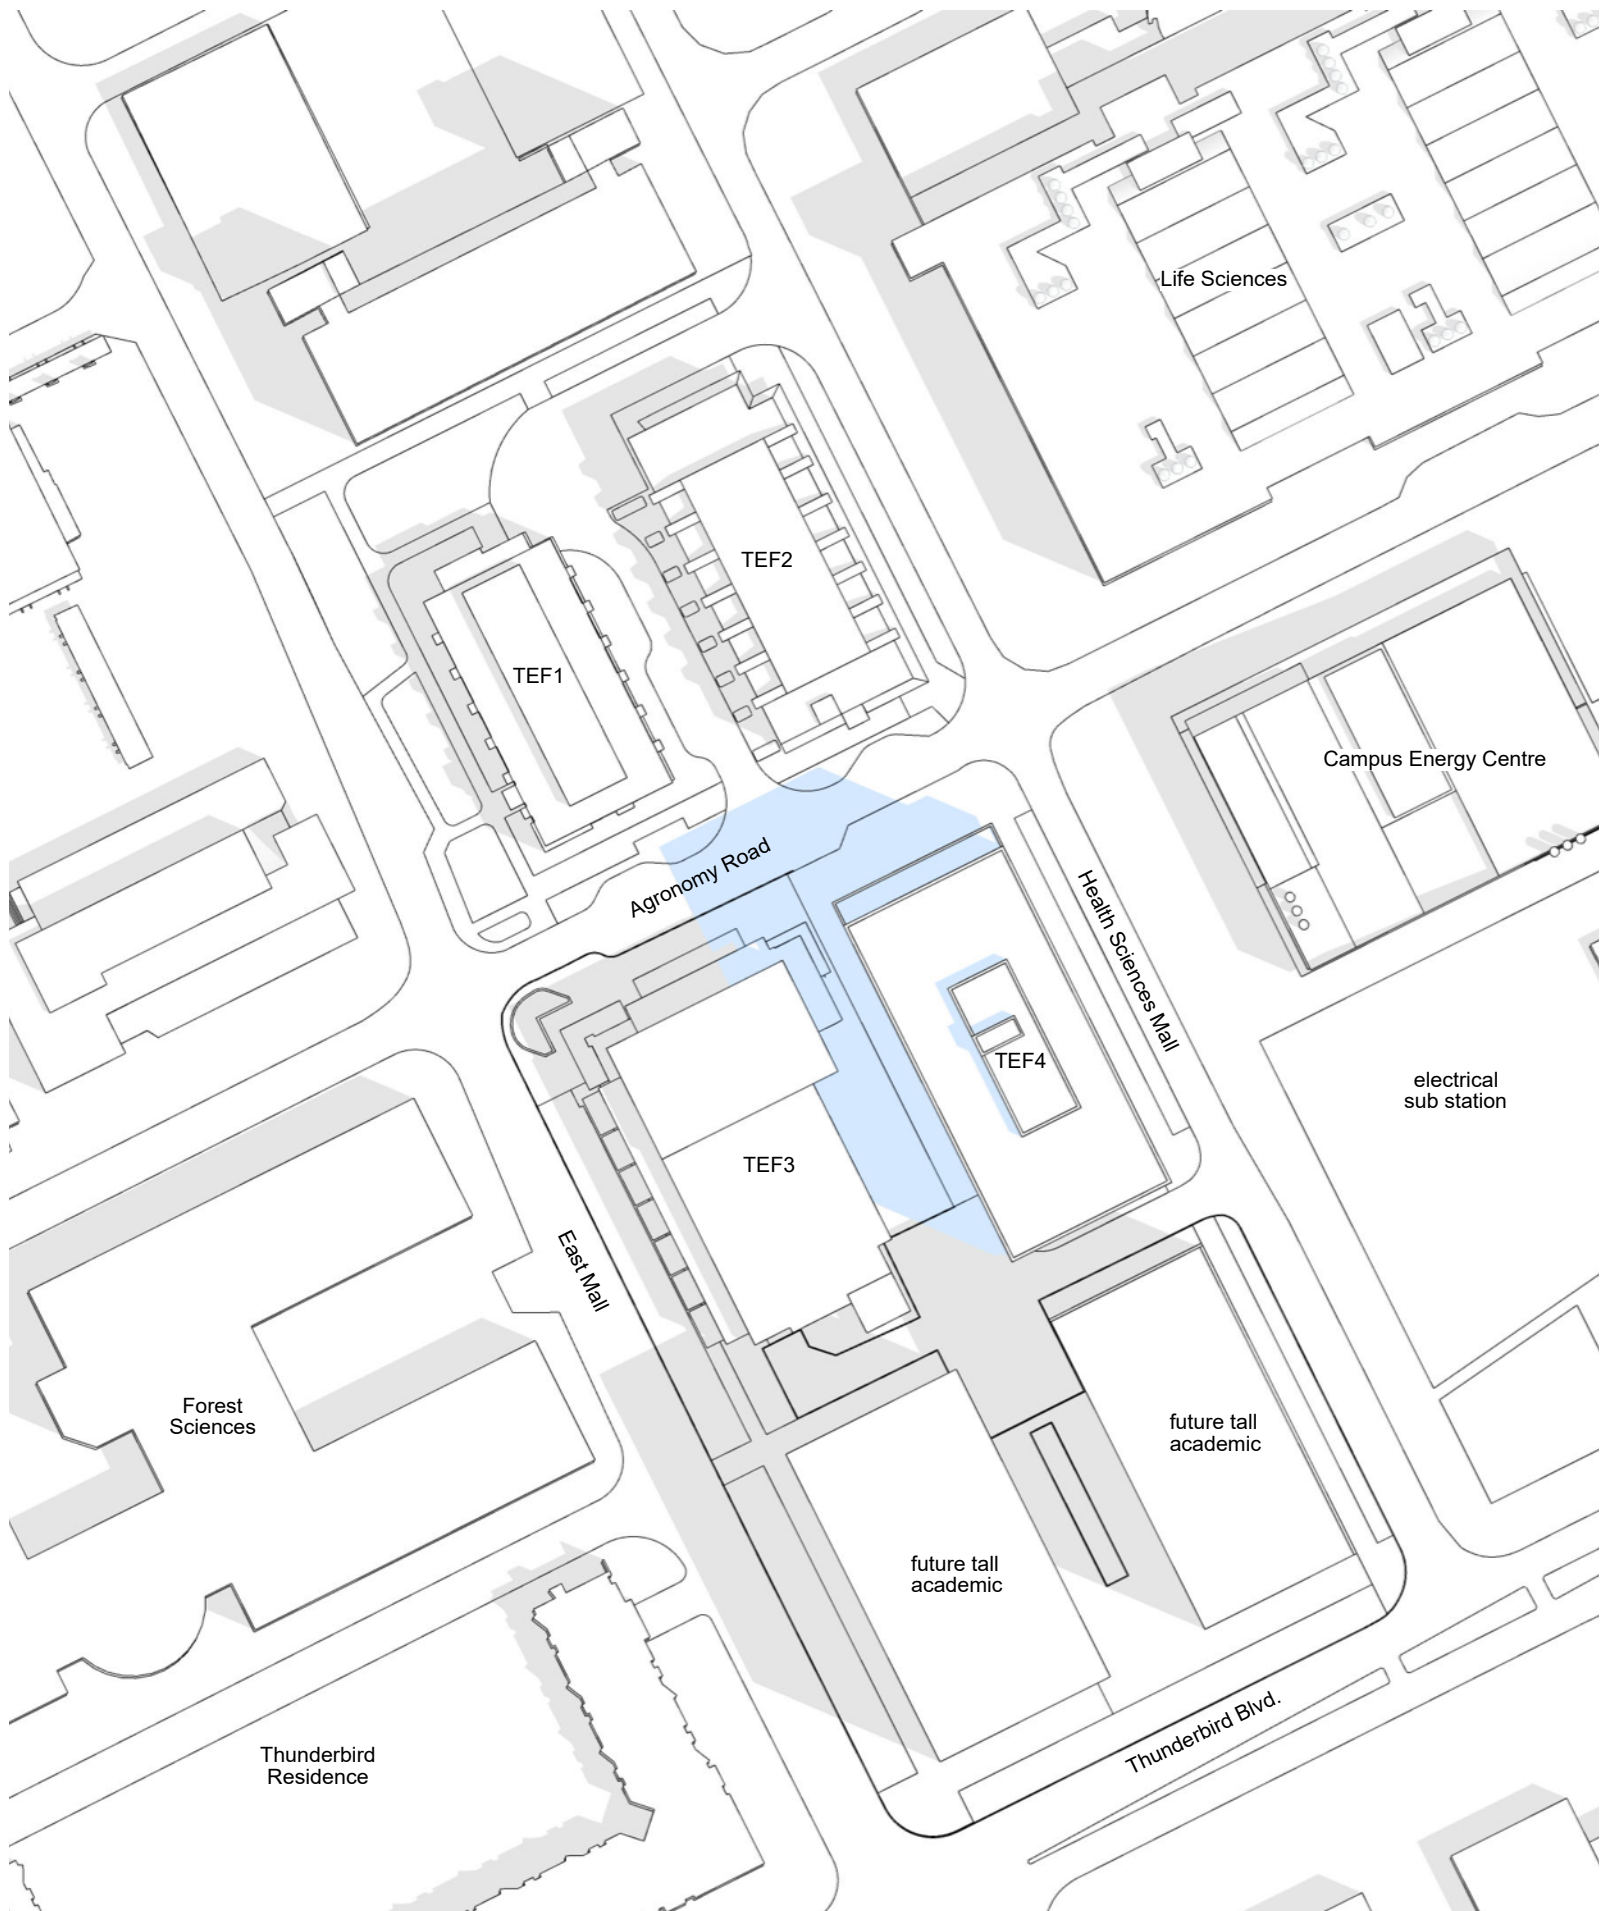 Life Sciences
TEF2
TEF1
Campus Energy Centre
Agronomy Road
Health Sciences Mall
TEF4
electrical
sub station
TEF3
East Mall
Forest
Sciences
future tall
academic
future tall
academic
Thunderbird Blvd.
Thunderbird
Residence